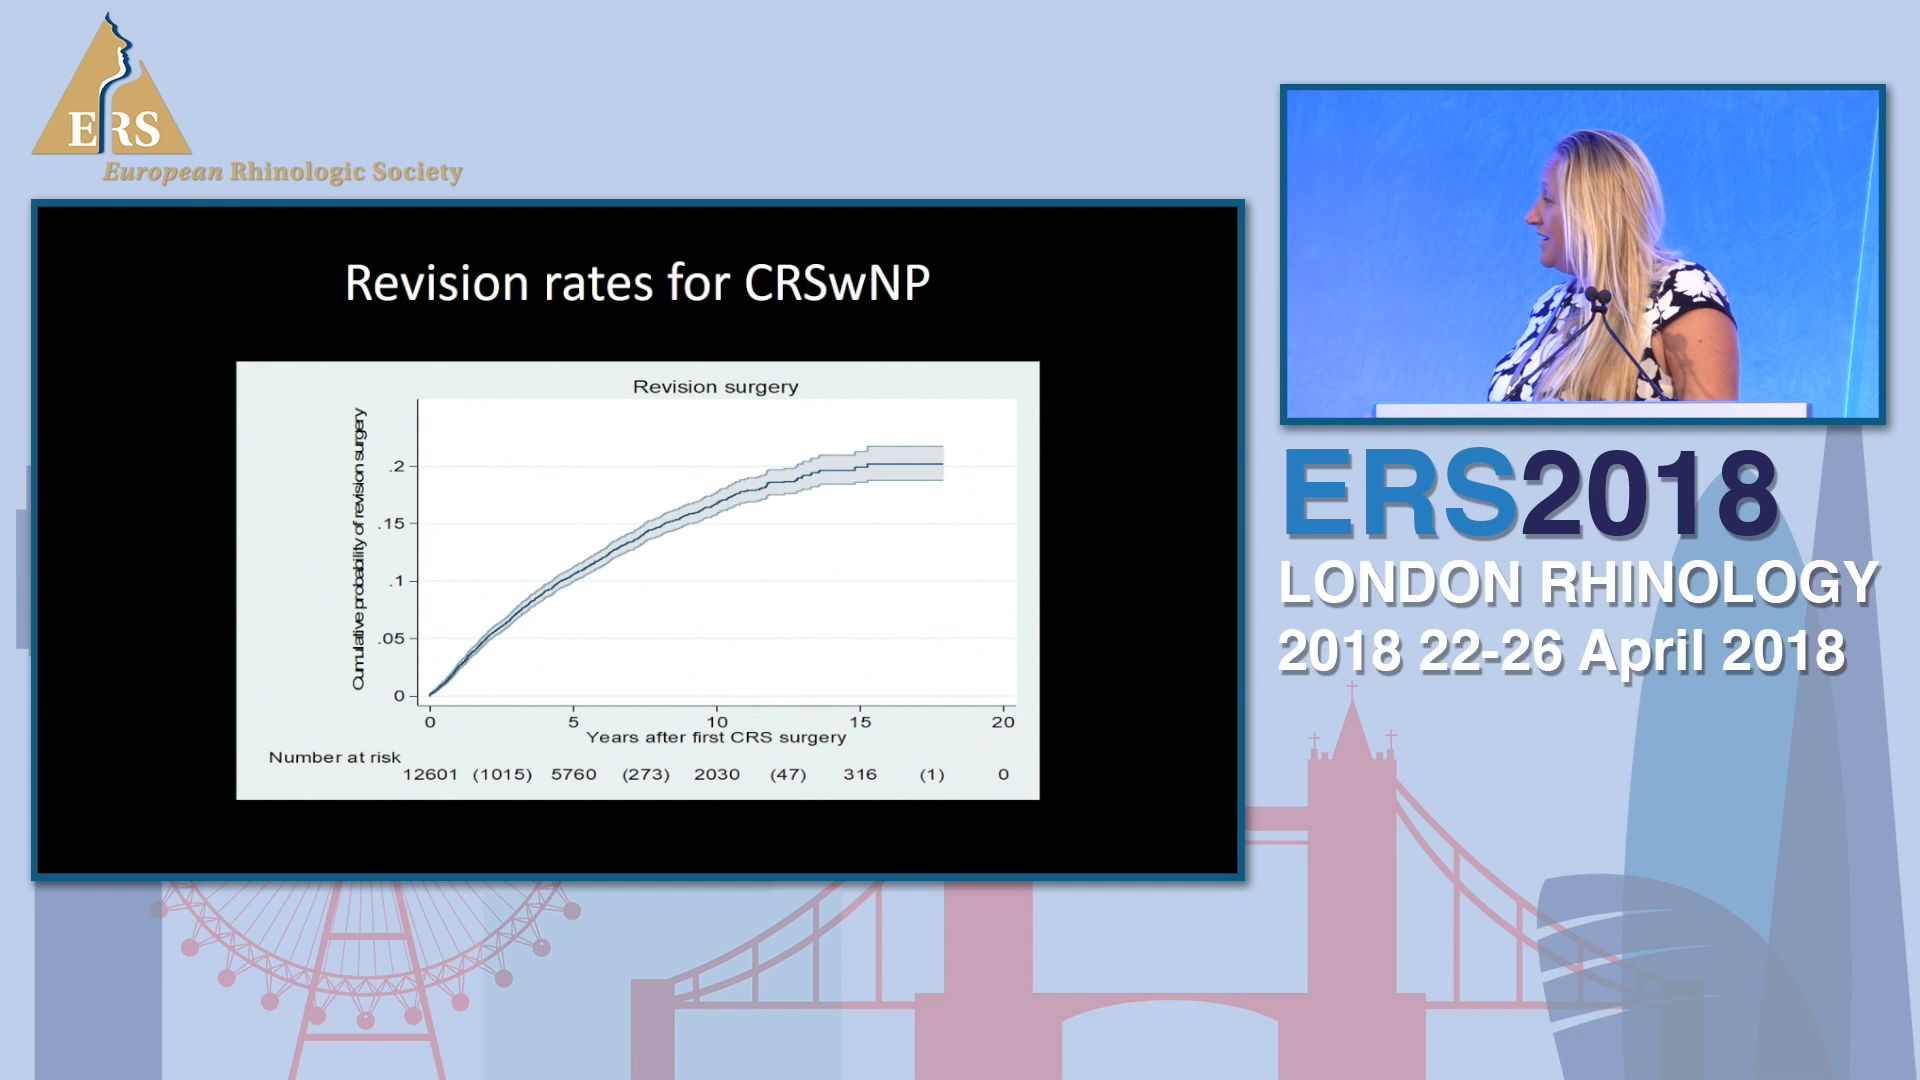 ERS
European Rhinologic Society
Revision rates for CRSwNP
Revision surgery
Cumulative probability of revision surgery
.2
.15
.1
.05
0
0 5 10 15 20
Years after first CRS surgery
Number at risk
12601 (1015) 5760 (273) 2030 (47) 316 (1) 0
ERS2018
LONDON RHINOLOGY
2018 22-26 April 2018